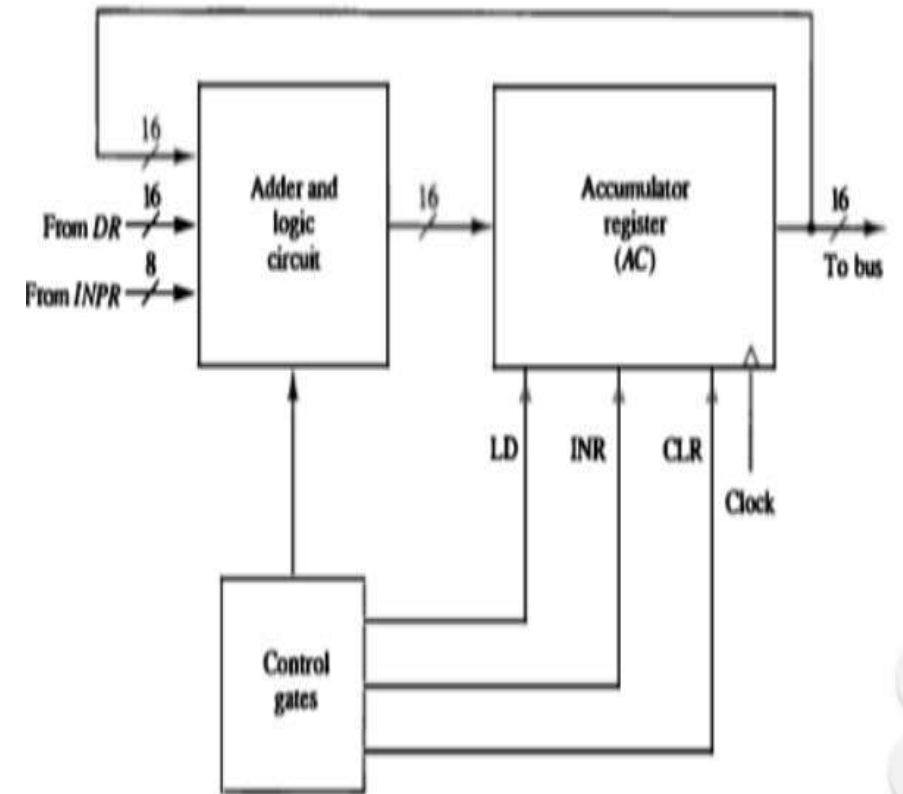 16
16
From DR
8
From INPR
Adder and
logic
circuit
16
Accumulator
register
(AC)
16
To bus
LD
INR
CLR
Clock
Control
gates